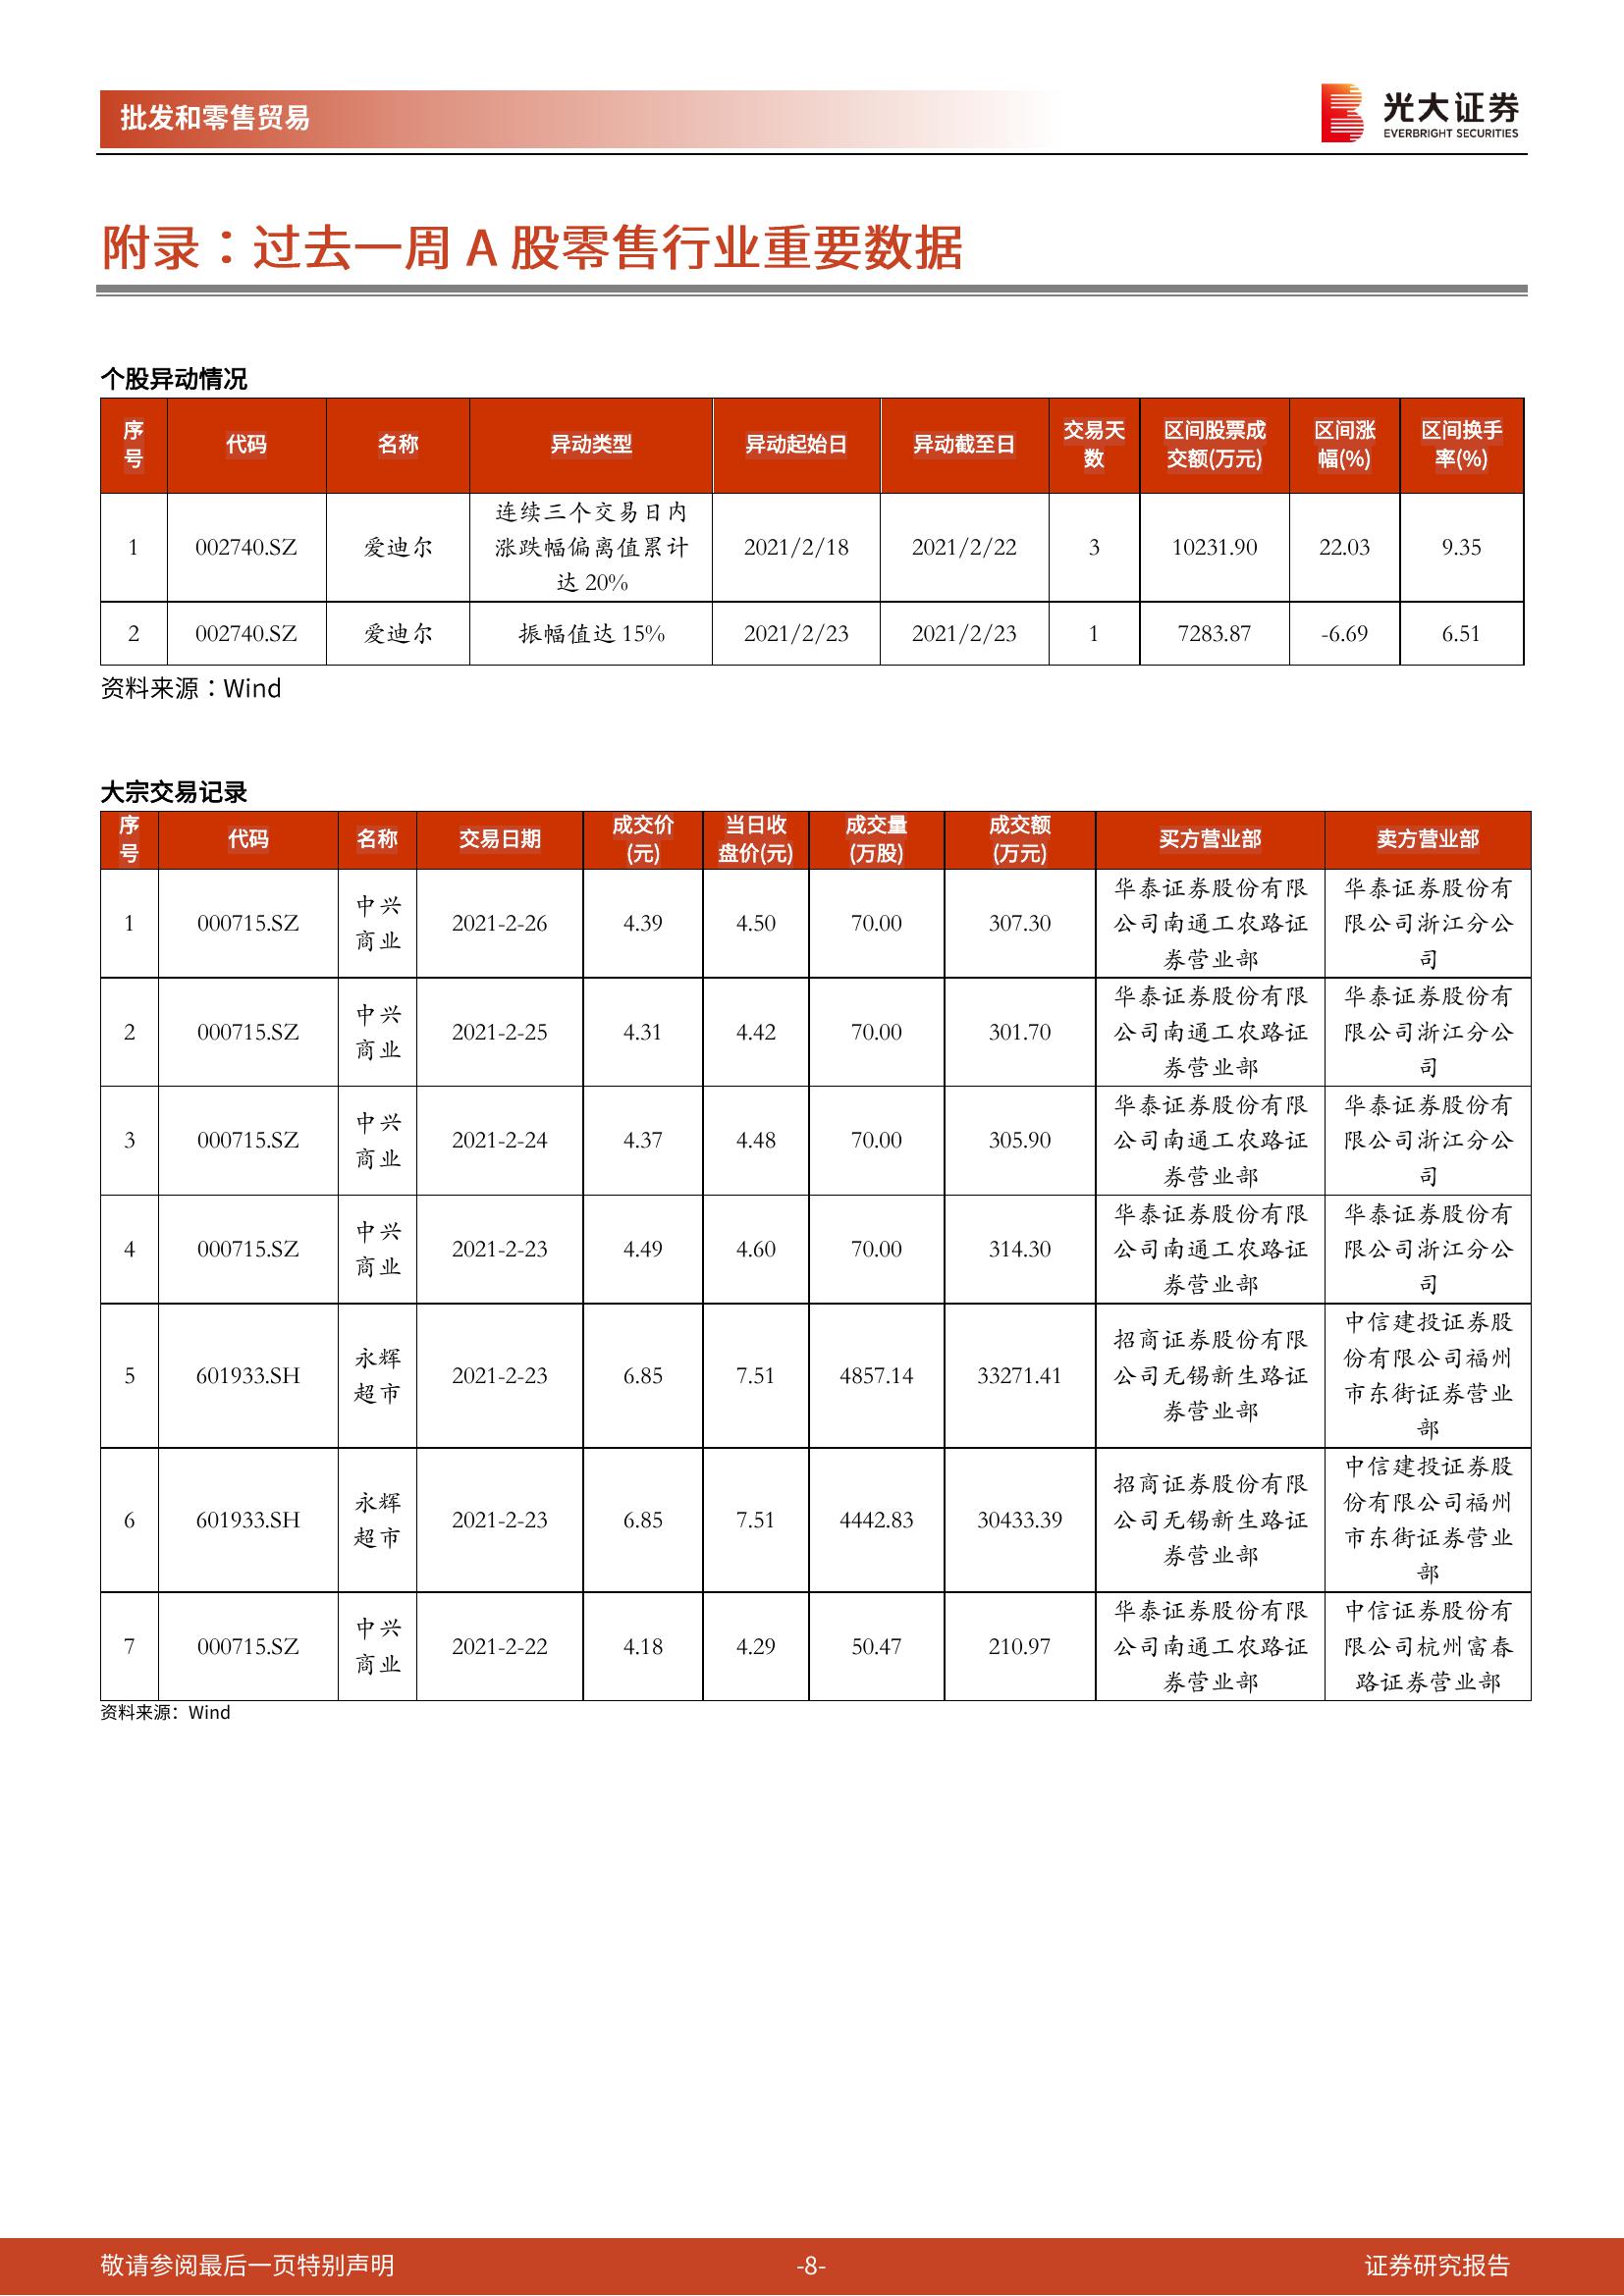 批发和零售贸易
光大证券
EVERBRIGHT SECURITIES
附录：过去一周 A 股零售行业重要数据
个股异动情况
序号 代码 名称 异动类型 异动起始日 异动截至日 交易天数 区间股票成交额(万元) 区间涨幅(%) 区间换手率(%)
1 002740.SZ 爱迪尔 连续三个交易日内涨跌幅偏离值累计达 20% 2021/2/18 2021/2/22 3 10231.90 22.03 9.35
2 002740.SZ 爱迪尔 振幅值达 15% 2021/2/23 2021/2/23 1 7283.87 -6.69 6.51
资料来源：Wind
大宗交易记录
序号 代码 名称 交易日期 成交价(元) 当日收盘价(元) 成交量(万股) 成交额(万元) 买方营业部 卖方营业部
1 000715.SZ 中兴商业 2021-2-26 4.39 4.50 70.00 307.30 华泰证券股份有限公司南通工农路证券营业部 华泰证券股份有限公司浙江分公司
2 000715.SZ 中兴商业 2021-2-25 4.31 4.42 70.00 301.70 华泰证券股份有限公司南通工农路证券营业部 华泰证券股份有限公司浙江分公司
3 000715.SZ 中兴商业 2021-2-24 4.37 4.48 70.00 305.90 华泰证券股份有限公司南通工农路证券营业部 华泰证券股份有限公司浙江分公司
4 000715.SZ 中兴商业 2021-2-23 4.49 4.60 70.00 314.30 华泰证券股份有限公司南通工农路证券营业部 华泰证券股份有限公司浙江分公司
5 601933.SH 永辉超市 2021-2-23 6.85 7.51 4857.14 33271.41 招商证券股份有限公司无锡新生路证券营业部 中信建投证券股份有限公司福州市东街证券营业部
6 601933.SH 永辉超市 2021-2-23 6.85 7.51 4442.83 30433.39 招商证券股份有限公司无锡新生路证券营业部 中信建投证券股份有限公司福州市东街证券营业部
7 000715.SZ 中兴商业 2021-2-22 4.18 4.29 50.47 210.97 华泰证券股份有限公司南通工农路证券营业部 中信证券股份有限公司杭州富春路证券营业部
资料来源：Wind
敬请参阅最后一页特别声明 -8- 证券研究报告